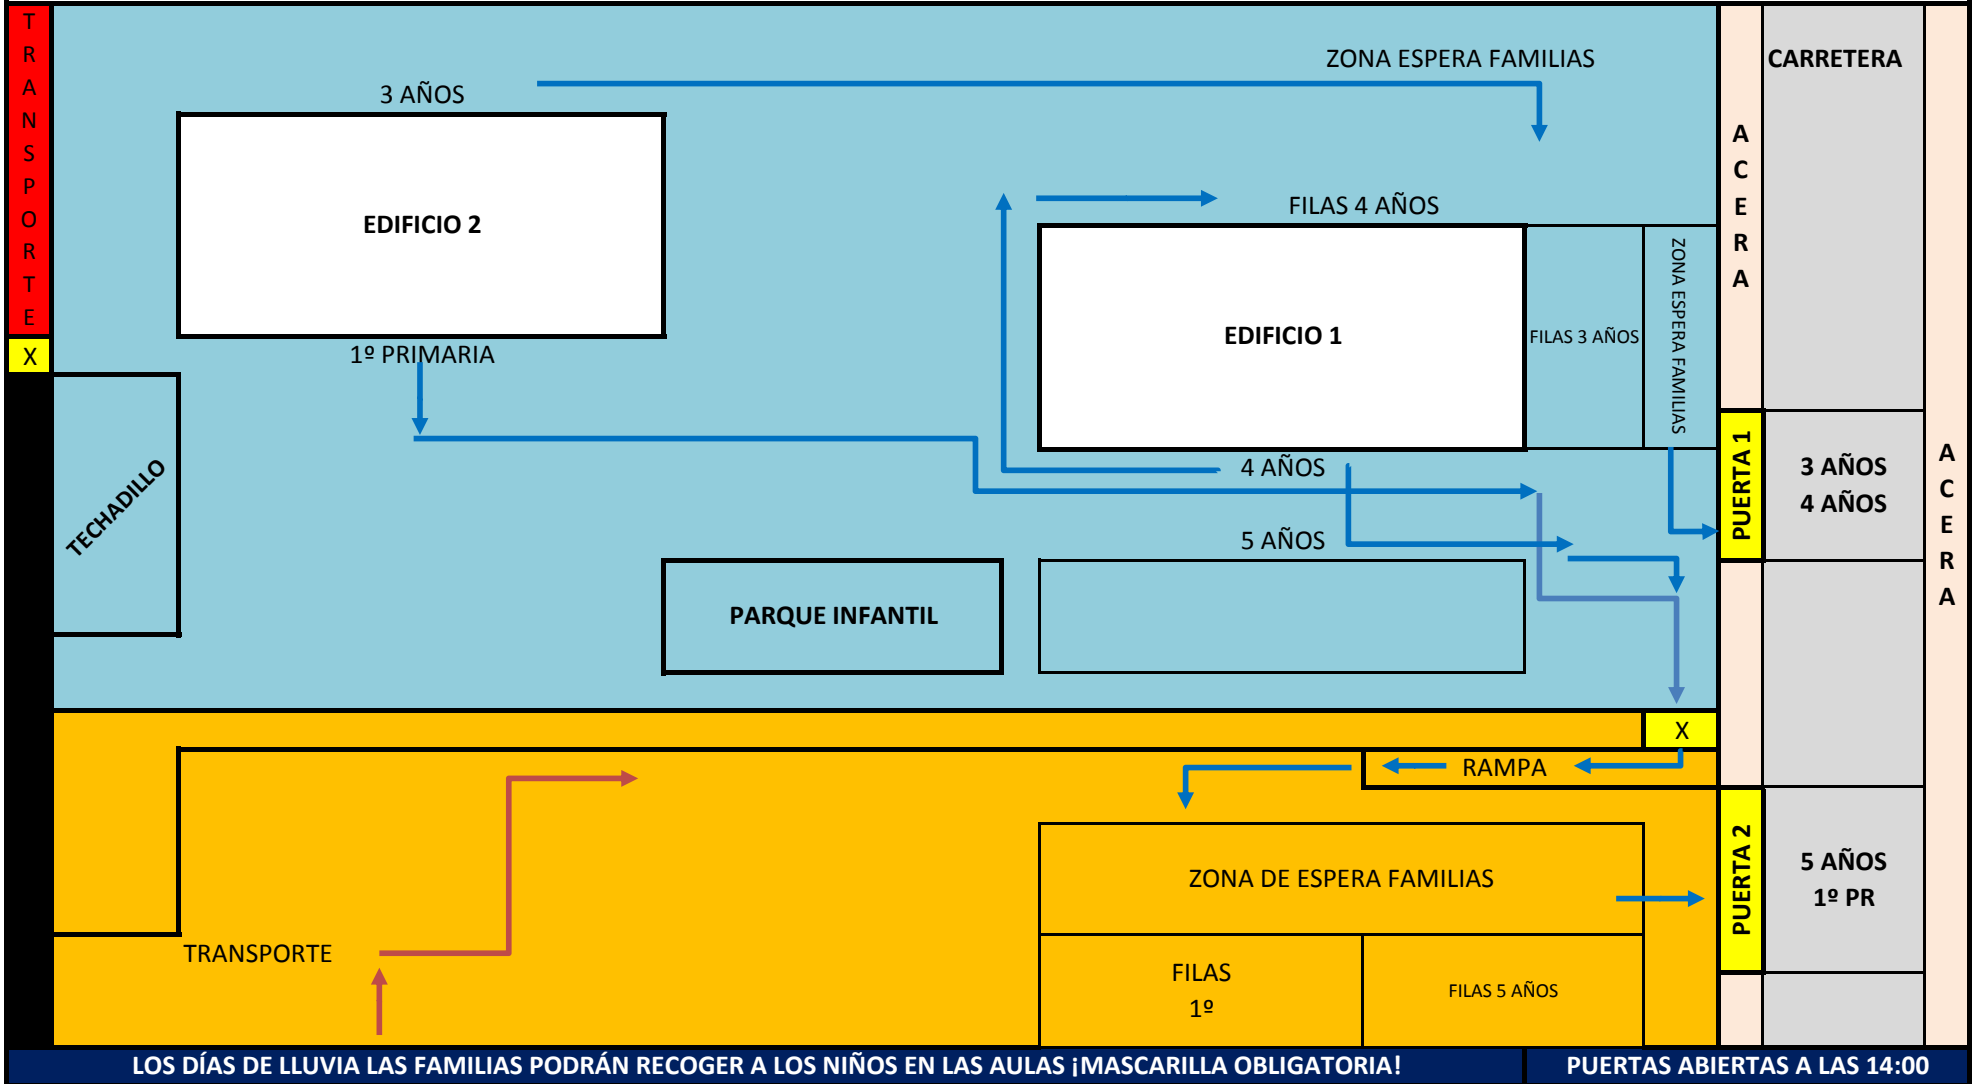 TRANSPORTE
X
ZONA ESPERA FAMILIAS
CARRETERA
3 AÑOS
ACERA
EDIFICIO 2
FILAS 4 AÑOS
EDIFICIO 1
FILAS 3 AÑOS
ZONA ESPERA FAMILIAS
1º PRIMARIA
TECHADILLO
4 AÑOS
5 AÑOS
PUERTA 1
3 AÑOS
4 AÑOS
ACERA
PARQUE INFANTIL
X
RAMPA
ZONA DE ESPERA FAMILIAS
PUERTA 2
5 AÑOS
1º PR
TRANSPORTE
FILAS
1º
FILAS 5 AÑOS
LOS DÍAS DE LLUVIA LAS FAMILIAS PODRÁN RECOGER A LOS NIÑOS EN LAS AULAS ¡MASCARILLA OBLIGATORIA!
PUERTAS ABIERTAS A LAS 14:00